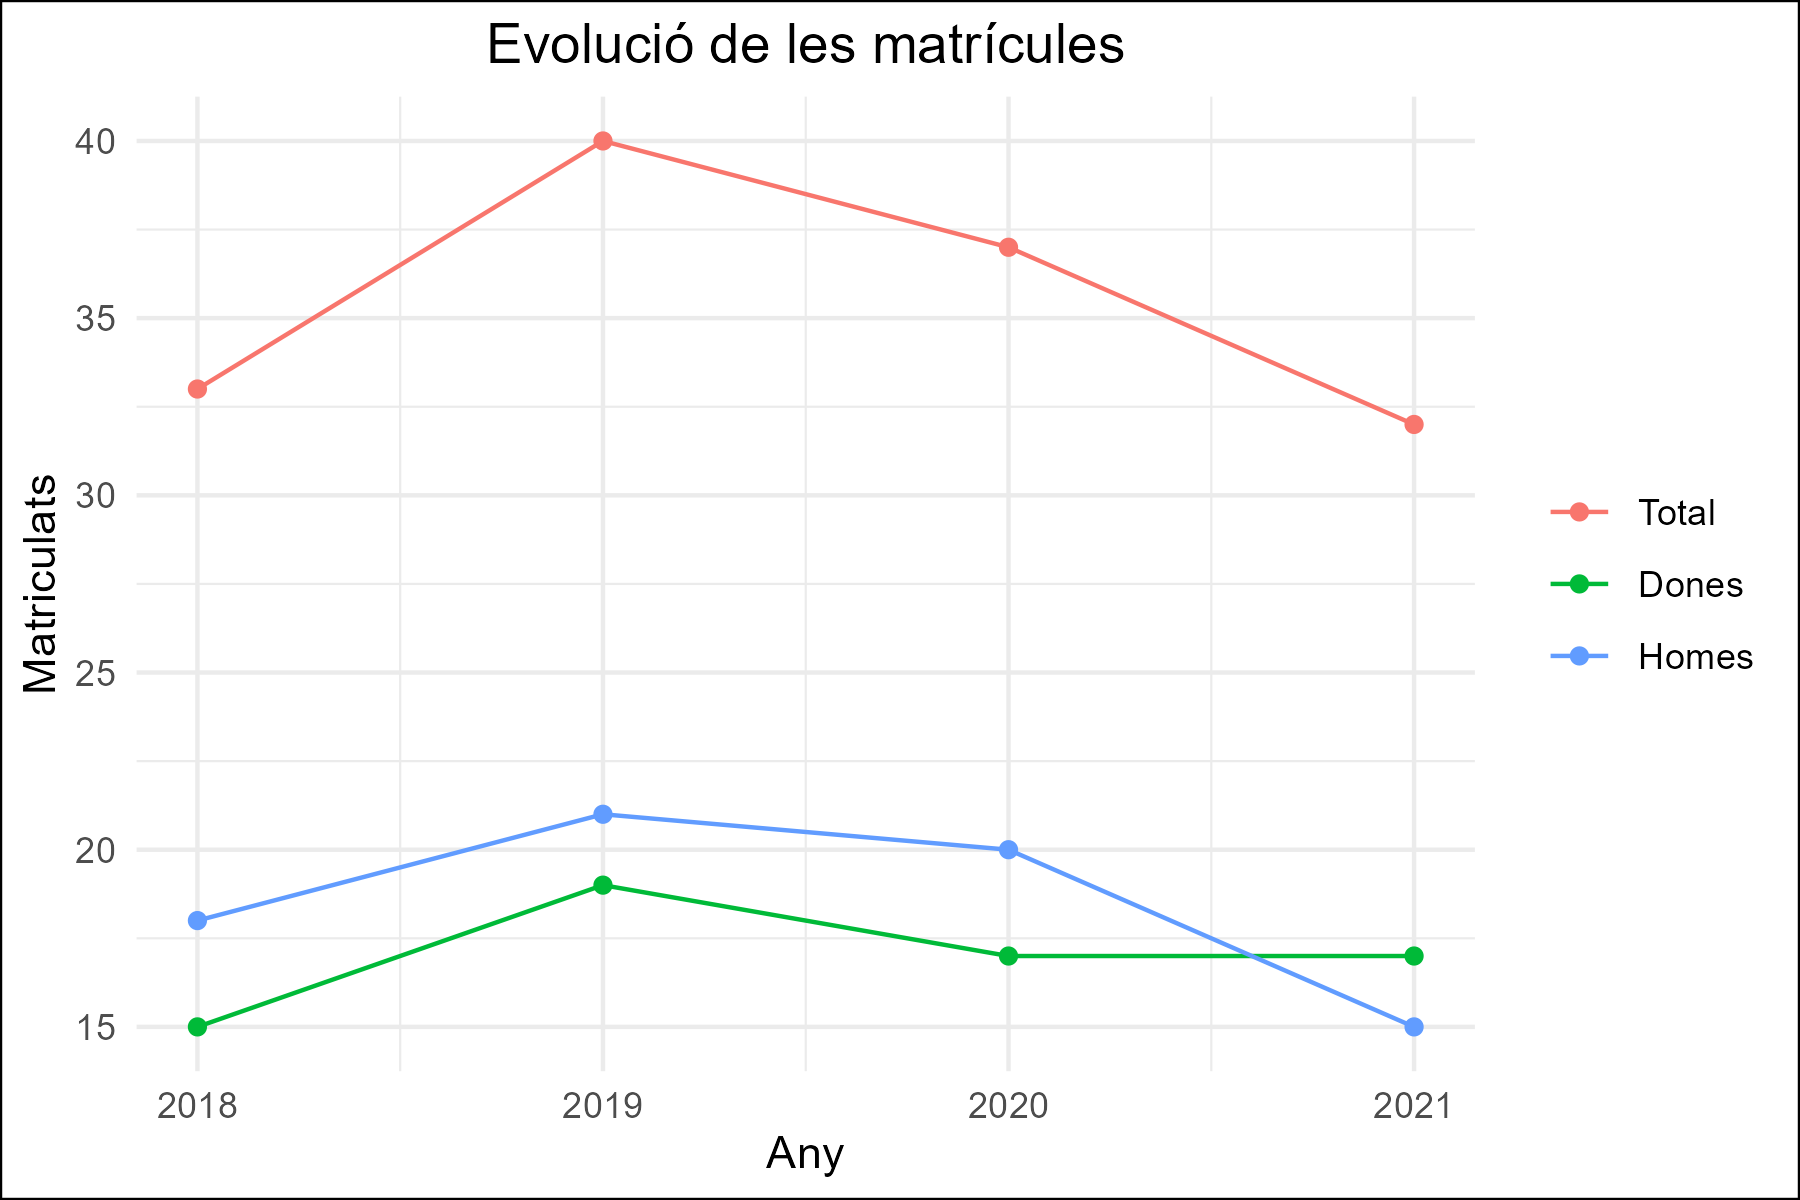 Evolució de les matrícules
Matriculats
40
35
30
25
20
15
2018 2019 2020 2021
Any
Total
Dones
Homes